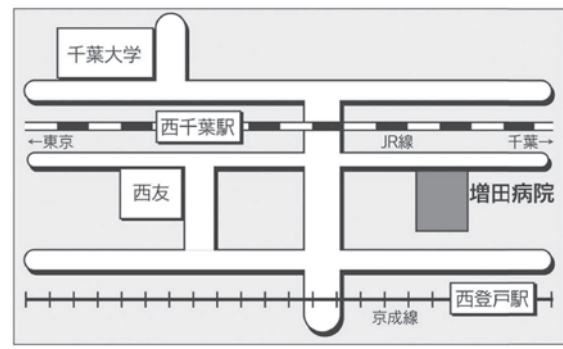 千葉大学
西千葉駅
←東京
JR線
千葉→
西友
増田病院
西登戸駅
京成線